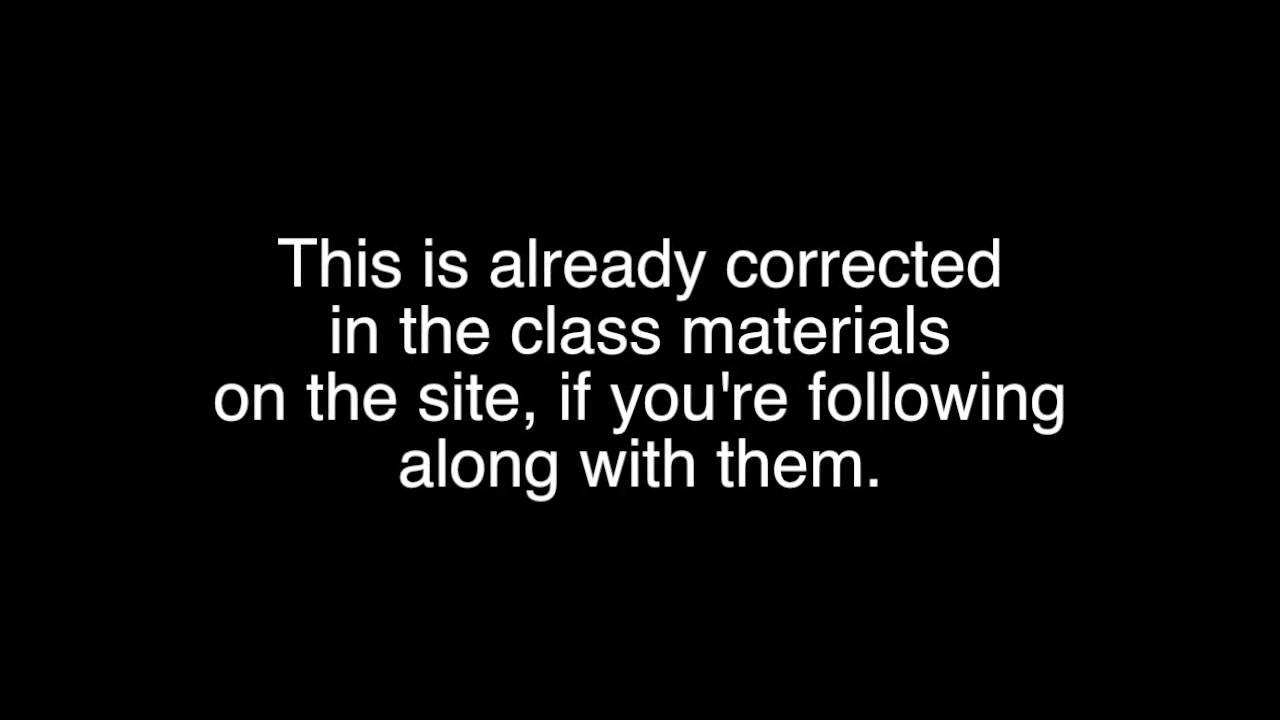 This is already corrected
in the class materials
on the site, if you're following
along with them.